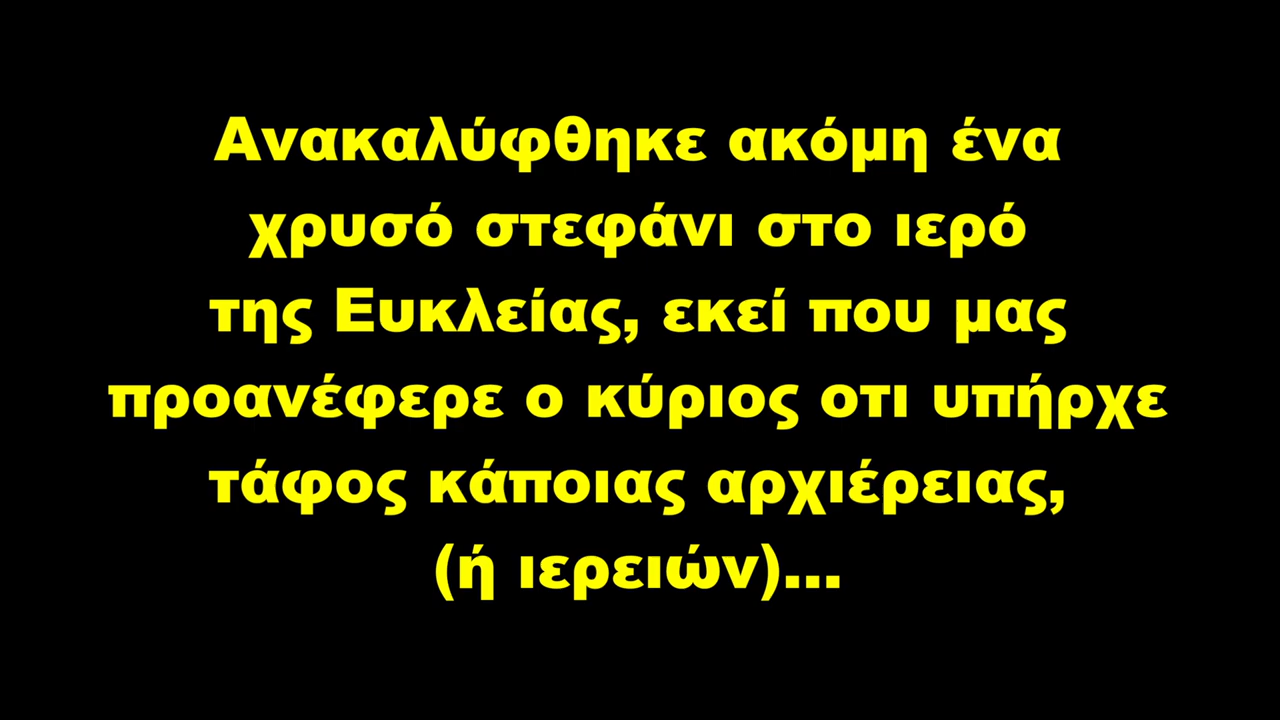 Ανακαλύφθηκε ακόμη ένα
χρυσό στεφάνι στο ιερό
της Ευκλείας, εκεί που μας
προανέφερε ο κύριος οτι υπήρχε
τάφος κάποιας αρχιέρειας,
(ή ιερειών)...